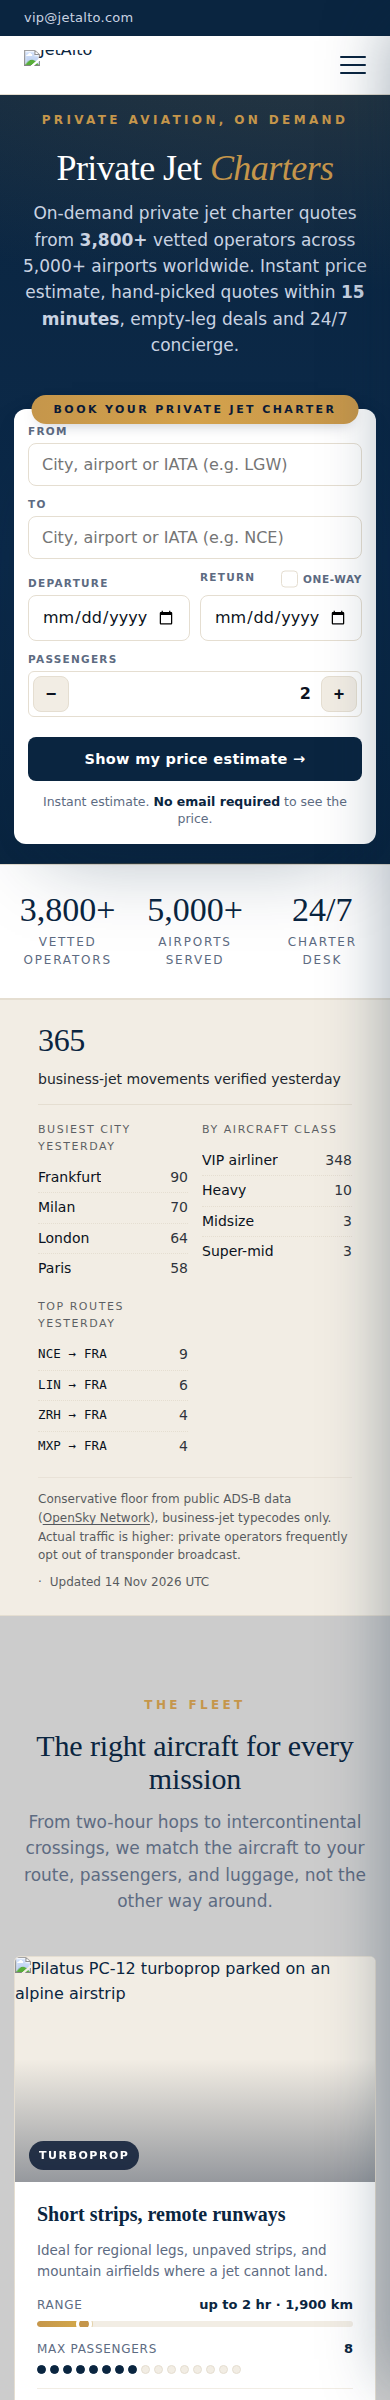 vip@jetalto.com
JetAlto
PRIVATE AVIATION, ON DEMAND
Private Jet Charters
On-demand private jet charter quotes
from 3,800+ vetted operators across
5,000+ airports worldwide. Instant price
estimate, hand-picked quotes within 15
minutes, empty-leg deals and 24/7
concierge.
BOOK YOUR PRIVATE JET CHARTER
FROM
City, airport or IATA (e.g. LGW)
TO
City, airport or IATA (e.g. NCE)
DEPARTURE
RETURN
ONE-WAY
mm/dd/yyyy
mm/dd/yyyy
PASSENGERS
−
2
+
Show my price estimate →
Instant estimate. No email required to see the
price.
3,800+
VETTED
OPERATORS
5,000+
AIRPORTS
SERVED
24/7
CHARTER
DESK
365
business-jet movements verified yesterday
BUSIEST CITY
YESTERDAY
Frankfurt 90
Milan 70
London 64
Paris 58
BY AIRCRAFT CLASS
VIP airliner 348
Heavy 10
Midsize 3
Super-mid 3
TOP ROUTES
YESTERDAY
NCE → FRA 9
LIN → FRA 6
ZRH → FRA 4
MXP → FRA 4
Conservative floor from public ADS-B data
(OpenSky Network), business-jet typecodes only.
Actual traffic is higher: private operators frequently
opt out of transponder broadcast.
· Updated 14 Nov 2026 UTC
THE FLEET
The right aircraft for every
mission
From two-hour hops to intercontinental
crossings, we match the aircraft to your
route, passengers, and luggage, not the
other way around.
Pilatus PC-12 turboprop parked on an
alpine airstrip
TURBOPROP
Short strips, remote runways
Ideal for regional legs, unpaved strips, and
mountain airfields where a jet cannot land.
RANGE up to 2 hr · 1,900 km
MAX PASSENGERS 8